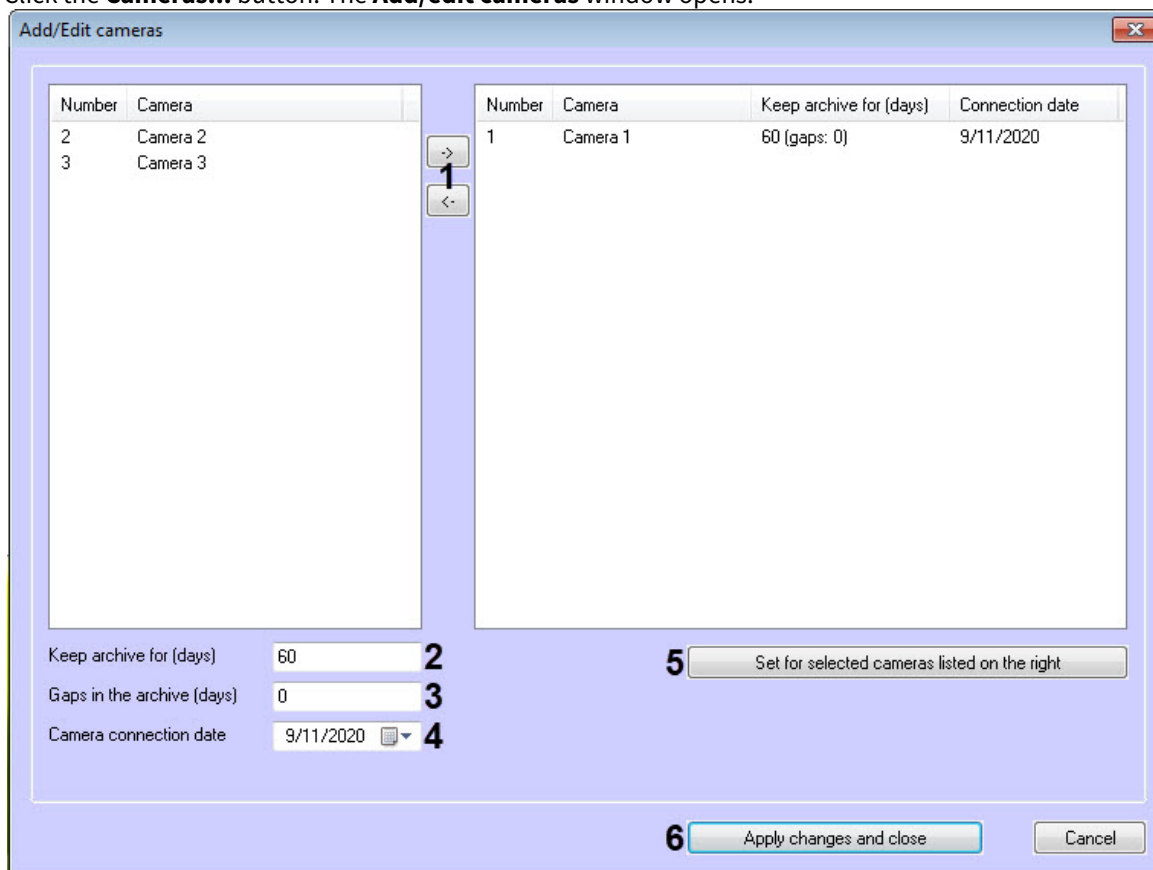 Click the Cameras... button. The Add/Edit cameras window opens.
Add/Edit cameras
Number Camera
2 Camera 2
3 Camera 3
->
1
<-
Number Camera Keep archive for (days) Connection date
1 Camera 1 60 (gaps: 0) 9/11/2020
Keep archive for (days) 60 2
Gaps in the archive (days) 0 3
Camera connection date 9/11/2020 4
5 Set for selected cameras listed on the right
6 Apply changes and close Cancel